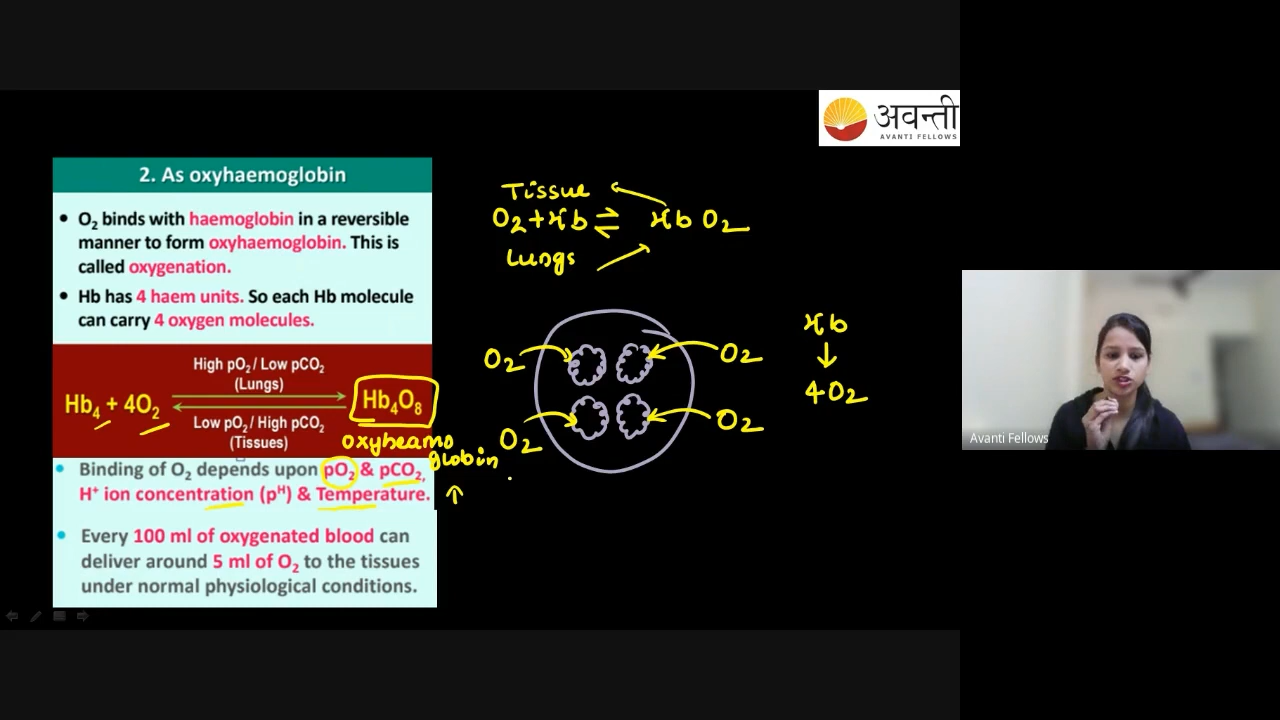 अवन्ती
AVANTI FELLOWS
2. As oxyhaemoglobin
• O₂ binds with haemoglobin in a reversible
manner to form oxyhaemoglobin. This is
called oxygenation.
• Hb has 4 haem units. So each Hb molecule
can carry 4 oxygen molecules.
High pO₂ / Low pCO₂
(Lungs)
Hb₄ + 4O₂
Hb₄O₈
Low pO₂ / High pCO₂
(Tissues)
oxyheamo
globin
• Binding of O₂ depends upon pO₂ & pCO₂,
H⁺ ion concentration (pᴴ) & Temperature. ↑
• Every 100 ml of oxygenated blood can
deliver around 5 ml of O₂ to the tissues
under normal physiological conditions.
Tissue
O₂ + Hb ⇌ HbO₂
Lungs
O₂
O₂
O₂
O₂
Hb
↓
4O₂
Avanti Fellows